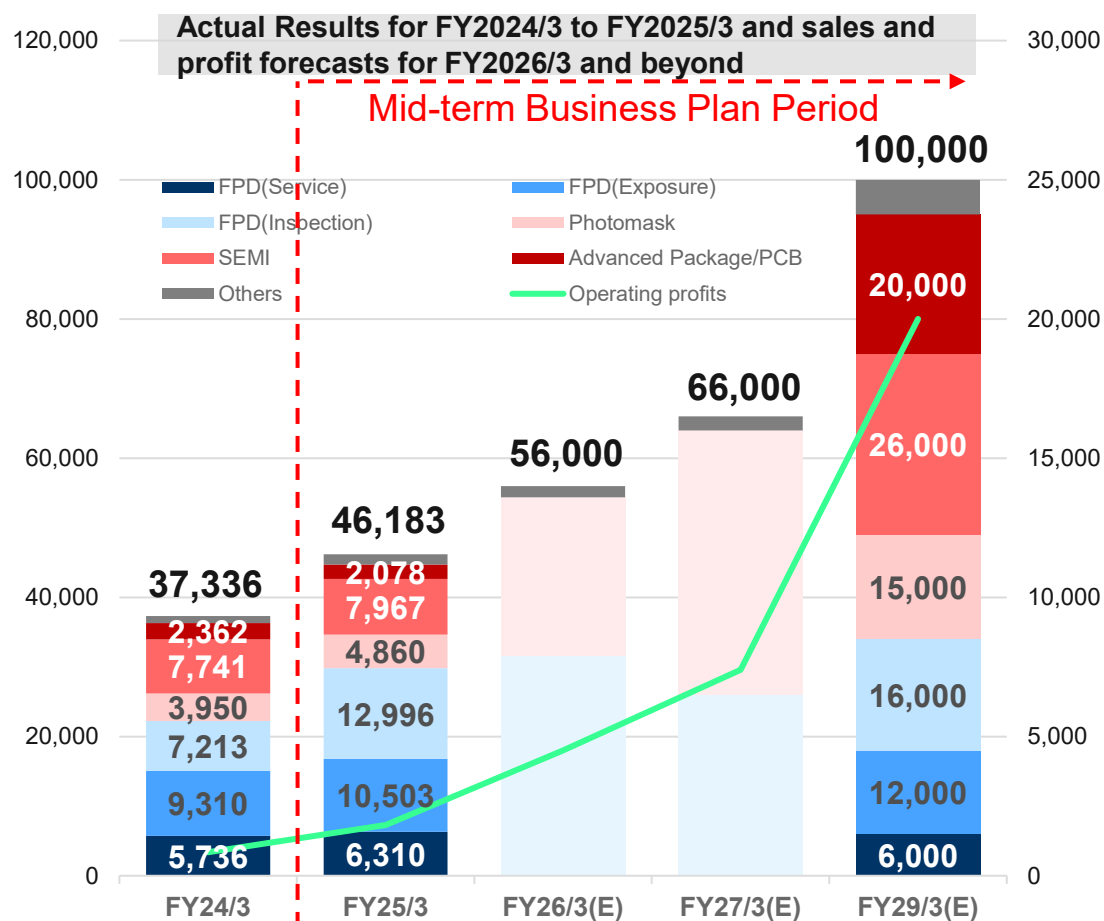 Actual Results for FY2024/3 to FY2025/3 and sales and
profit forecasts for FY2026/3 and beyond
Mid-term Business Plan Period
120,000
100,000
80,000
60,000
40,000
20,000
0
30,000
25,000
20,000
15,000
10,000
5,000
0
FPD(Service)
FPD(Exposure)
FPD(Inspection)
Photomask
SEMI
Advanced Package/PCB
Others
Operating profits
37,336
2,362
7,741
3,950
7,213
9,310
5,736
46,183
2,078
7,967
4,860
12,996
10,503
6,310
56,000
66,000
100,000
20,000
26,000
15,000
16,000
12,000
6,000
FY24/3
FY25/3
FY26/3(E)
FY27/3(E)
FY29/3(E)